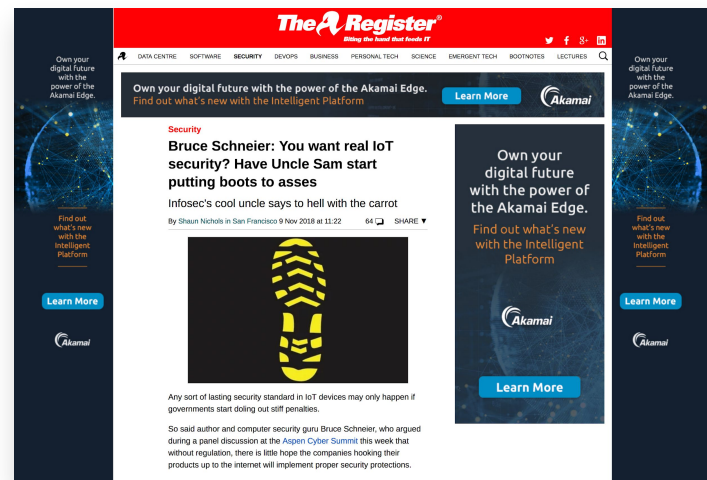 The Register®
Biting the hand that feeds IT
DATA CENTRE SOFTWARE SECURITY DEVOPS BUSINESS PERSONAL TECH SCIENCE EMERGENT TECH BOOTNOTES LECTURES
Own your
digital future
with the
power of the
Akamai Edge.
Find out
what's new
with the
Intelligent
Platform
Learn More
Akamai
Own your digital future with the power of the Akamai Edge.
Find out what's new with the Intelligent Platform
Learn More
Akamai
Security
Bruce Schneier: You want real IoT
security? Have Uncle Sam start
putting boots to asses
Infosec's cool uncle says to hell with the carrot
By Shaun Nichols in San Francisco 9 Nov 2018 at 11:22 64 SHARE ▼
Any sort of lasting security standard in IoT devices may only happen if
governments start doling out stiff penalties.
So said author and computer security guru Bruce Schneier, who argued
during a panel discussion at the Aspen Cyber Summit this week that
without regulation, there is little hope the companies hooking their
products up to the internet will implement proper security protections.
Own your
digital future
with the power of
the Akamai Edge.
Find out what's new
with the Intelligent
Platform
Akamai
Learn More
Own your
digital future
with the
power of the
Akamai Edge.
Find out
what's new
with the
Intelligent
Platform
Learn More
Akamai